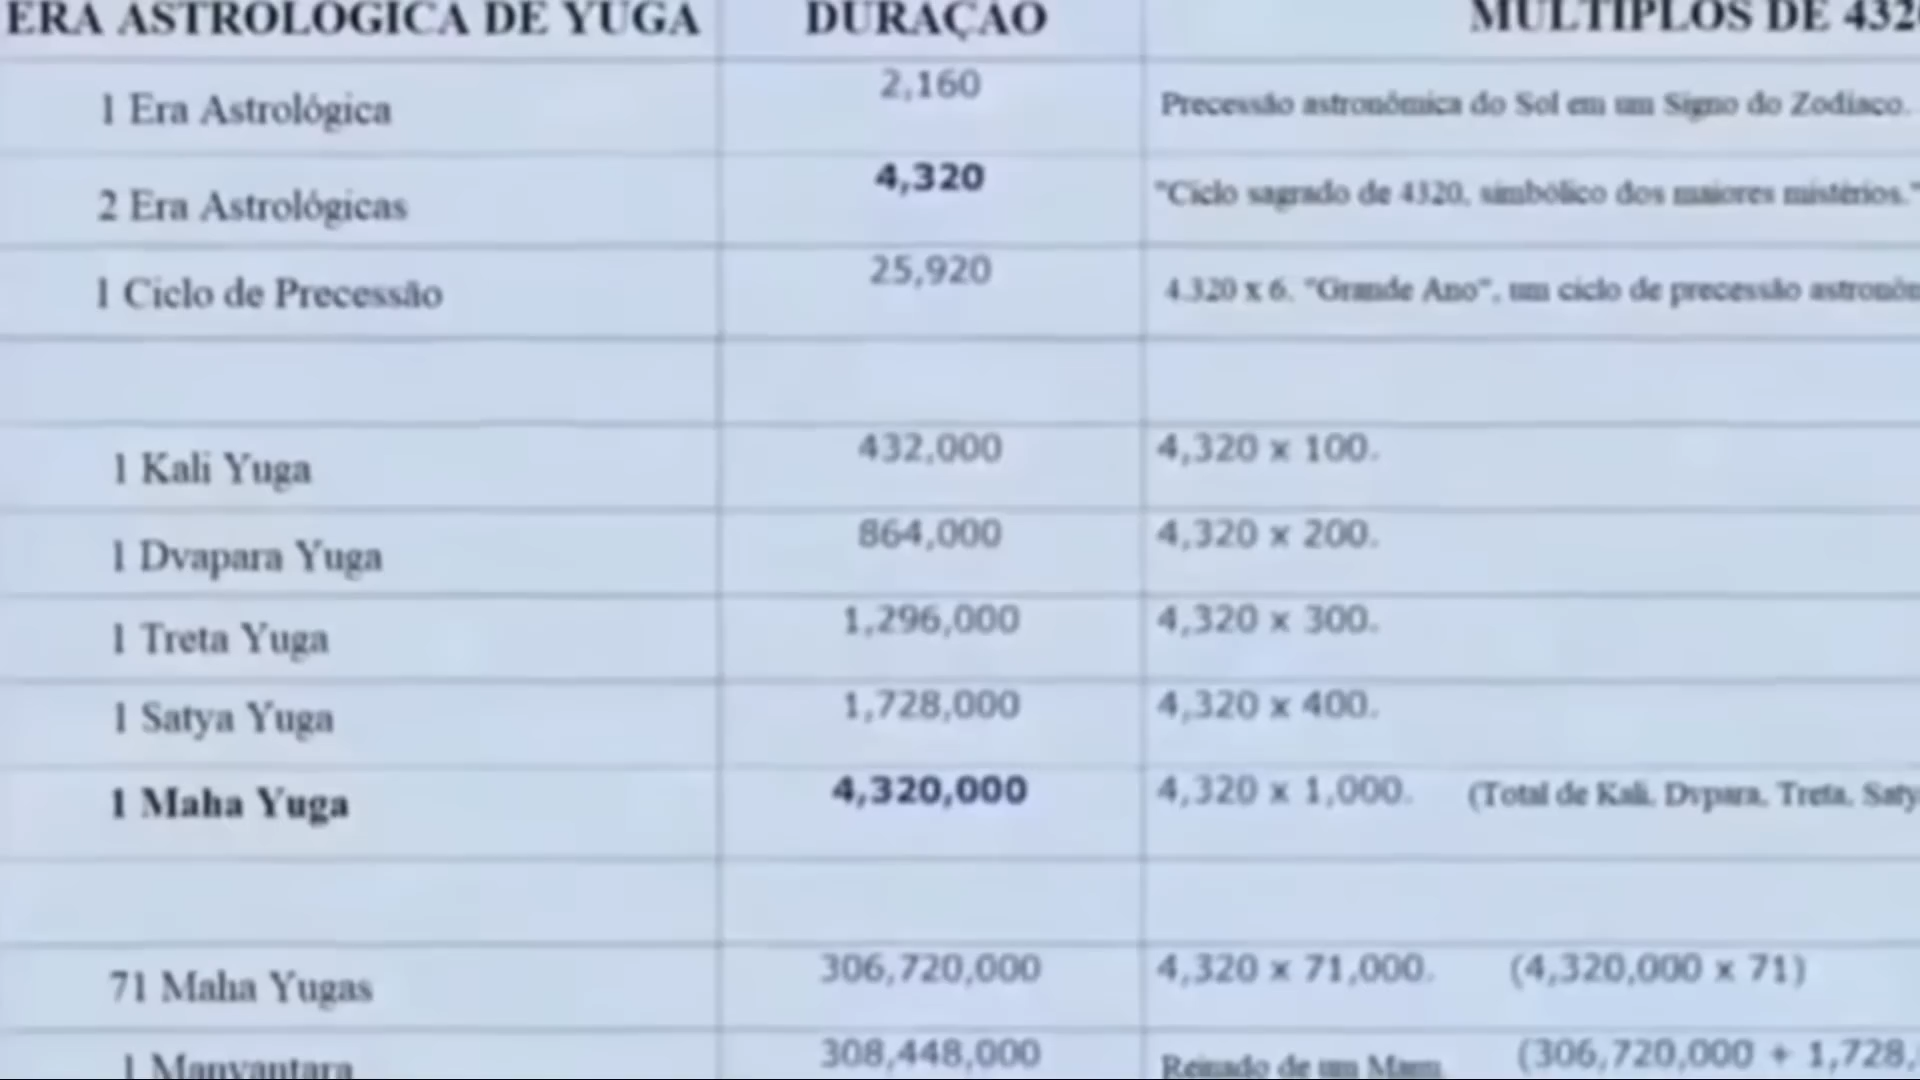 ERA ASTROLÓGICA DE YUGA DURAÇÃO MÚLTIPLOS DE 432
1 Era Astrológica 2,160 Precessão astronômica do Sol em um Signo do Zodíaco.
2 Era Astrológicas 4,320 "Ciclo sagrado de 4320, simbólico dos maiores mistérios."
1 Ciclo de Precessão 25,920 4.320 x 6. "Grande Ano", um ciclo de precessão astronôm
1 Kali Yuga 432,000 4,320 x 100.
1 Dvapara Yuga 864,000 4,320 x 200.
1 Treta Yuga 1,296,000 4,320 x 300.
1 Satya Yuga 1,728,000 4,320 x 400.
1 Maha Yuga 4,320,000 4,320 x 1,000. (Total de Kali, Dvpara, Treta, Saty
71 Maha Yugas 306,720,000 4,320 x 71,000. (4,320,000 x 71)
1 Manvantara 308,448,000 Reinado de um Manu. (306,720,000 + 1,728,